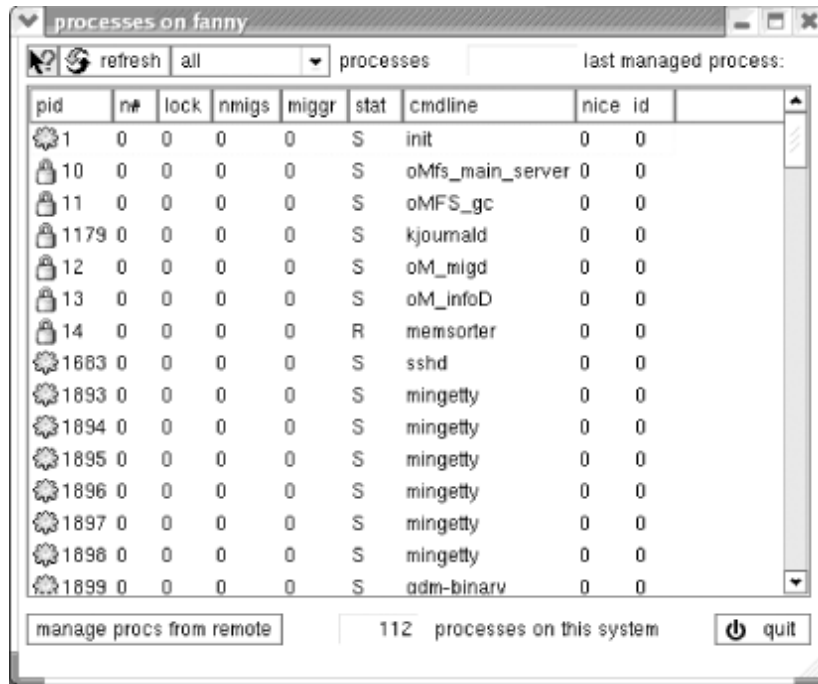 processes on fanny
refresh all processes last managed process:
pid n# lock nmigs miggr stat cmdline nice id
1 0 0 0 0 S init 0 0
10 0 0 0 0 S oMfs_main_server 0 0
11 0 0 0 0 S oMFS_gc 0 0
1179 0 0 0 0 S kjournald 0 0
12 0 0 0 0 S oM_migd 0 0
13 0 0 0 0 S oM_infoD 0 0
14 0 0 0 0 R memsorter 0 0
1683 0 0 0 0 S sshd 0 0
1893 0 0 0 0 S mingetty 0 0
1894 0 0 0 0 S mingetty 0 0
1895 0 0 0 0 S mingetty 0 0
1896 0 0 0 0 S mingetty 0 0
1897 0 0 0 0 S mingetty 0 0
1898 0 0 0 0 S mingetty 0 0
1899 0 0 0 0 S gdm-binary 0 0
manage procs from remote 112 processes on this system quit